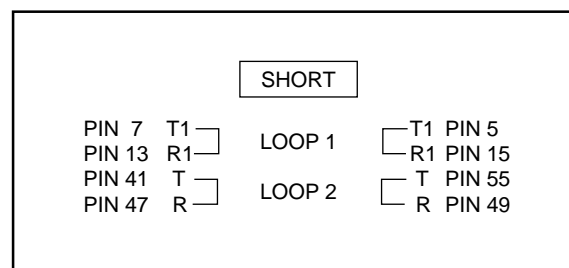 SHORT
PIN 7 T1 LOOP 1 T1 PIN 5
PIN 13 R1 R1 PIN 15
PIN 41 T LOOP 2 T PIN 55
PIN 47 R R PIN 49